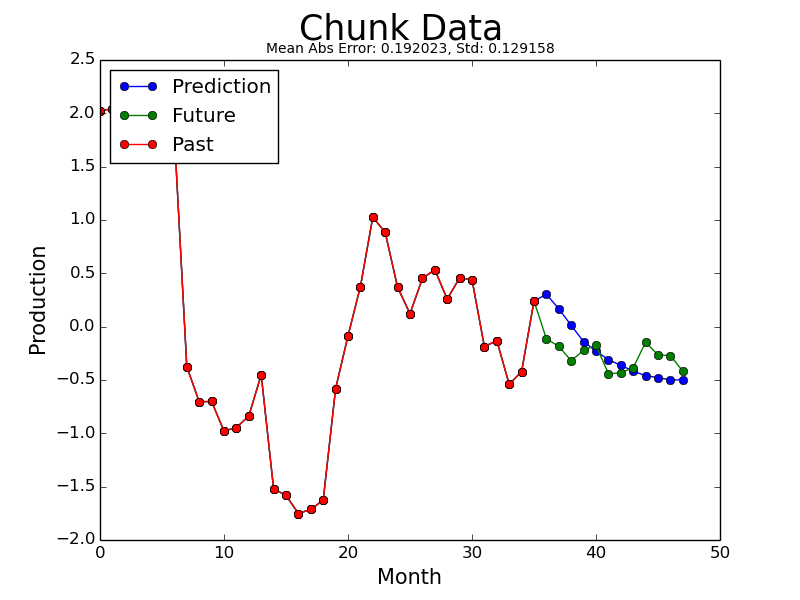 Chunk Data
Mean Abs Error: 0.192023, Std: 0.129158
Prediction
Future
Past
2.5
2.0
1.5
1.0
0.5
0.0
−0.5
−1.0
−1.5
−2.0
Production
0 10 20 30 40 50
Month